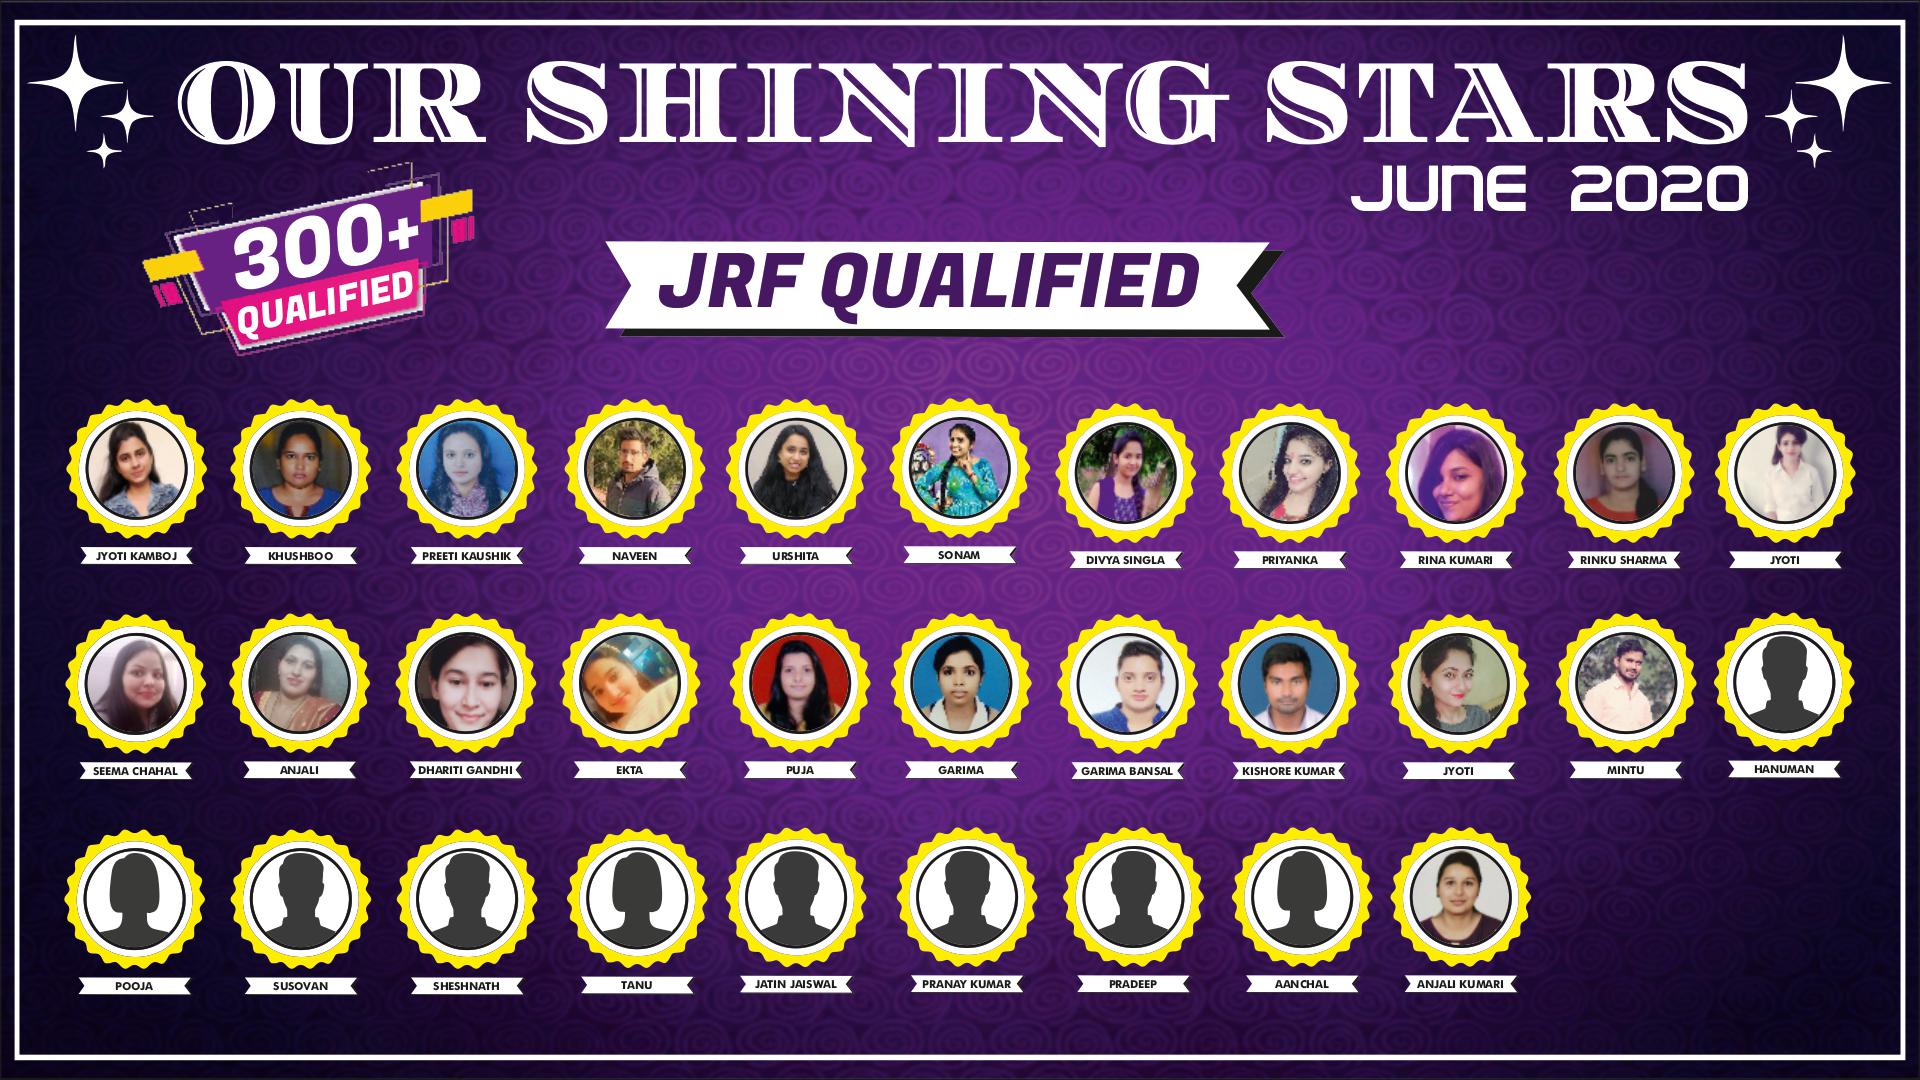 OUR SHINING STARS
JUNE 2020
300+
QUALIFIED
JRF QUALIFIED
JYOTI KAMBOJ KHUSHBOO PREETI KAUSHIK NAVEEN URSHITA SONAM DIVYA SINGLA PRIYANKA RINA KUMARI RINKU SHARMA JYOTI
SEEMA CHAHAL ANJALI DHARITI GANDHI EKTA PUJA GARIMA GARIMA BANSAL KISHORE KUMAR JYOTI MINTU HANUMAN
POOJA SUSOVAN SHESHNATH TANU JATIN JAISWAL PRANAY KUMAR PRADEEP AANCHAL ANJALI KUMARI